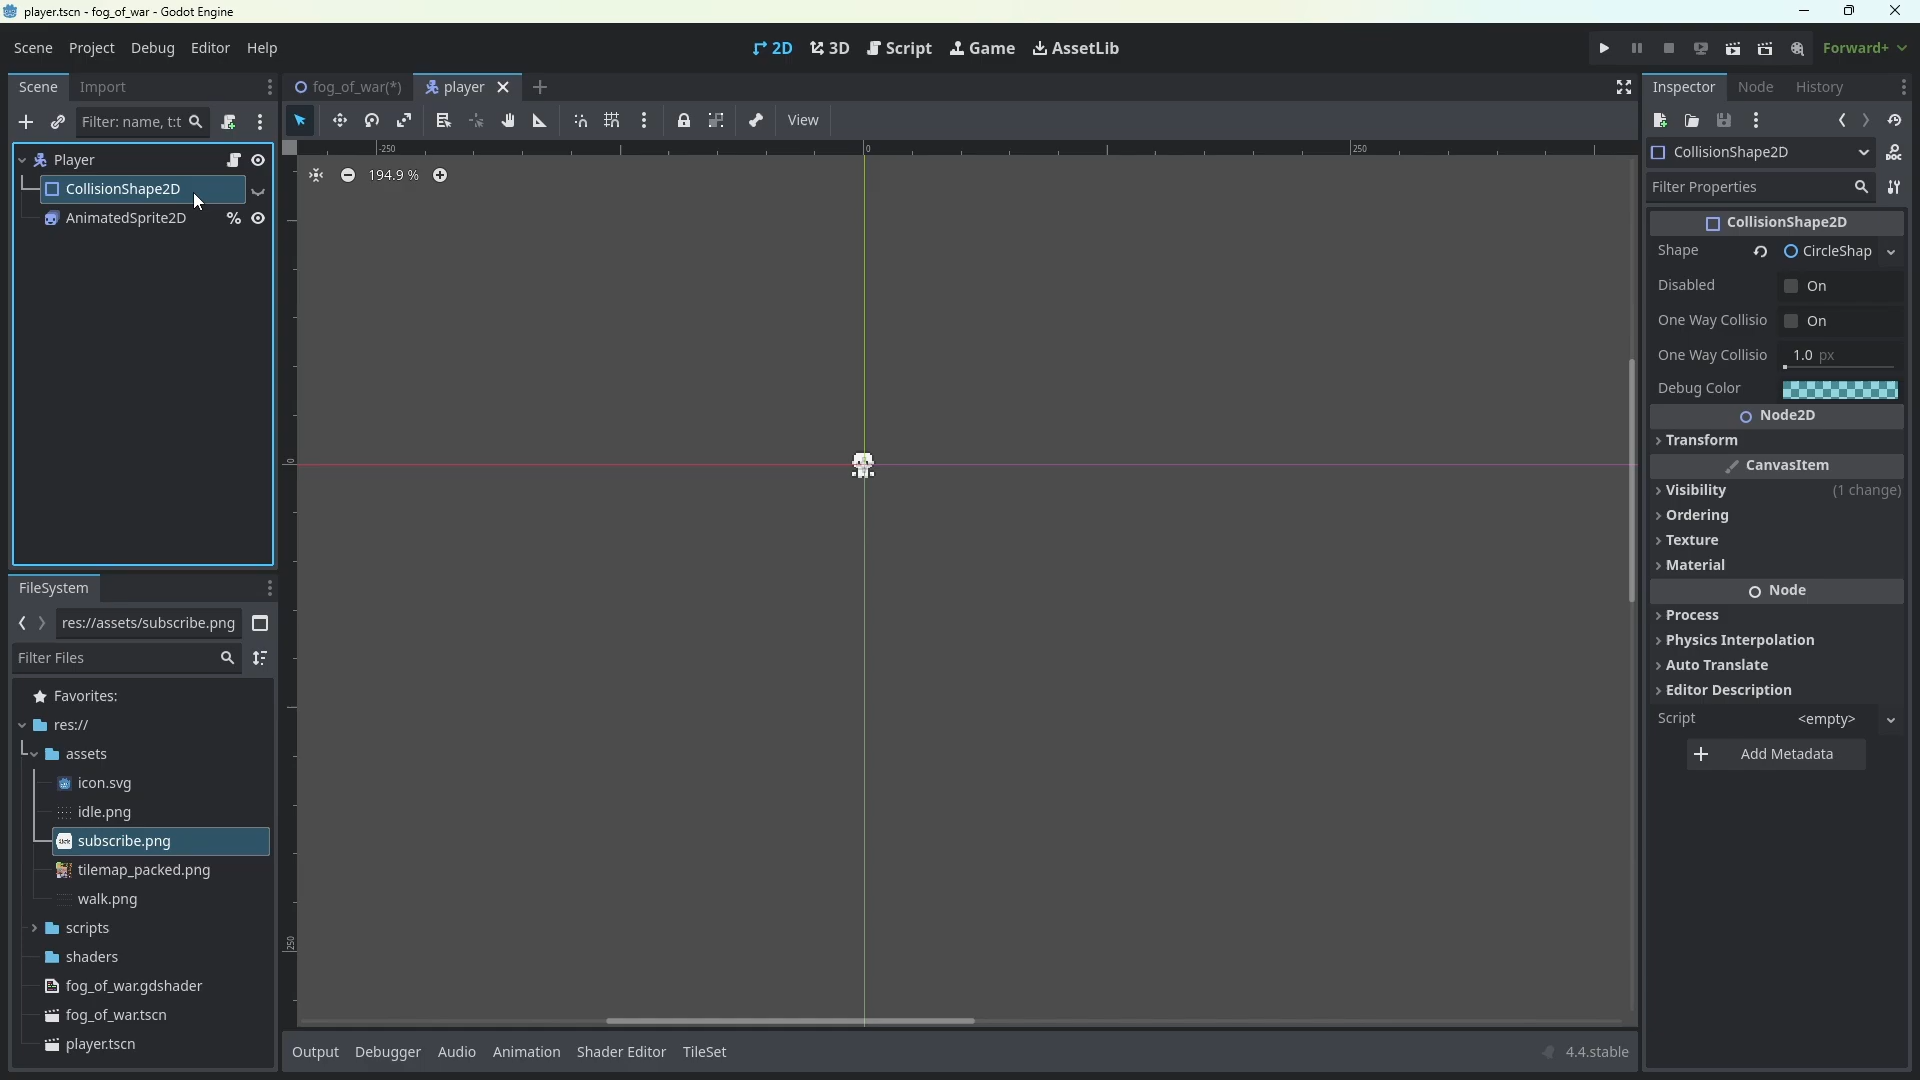 player.tscn - fog_of_war - Godot Engine
Scene Project Debug Editor Help
2D 3D Script Game AssetLib
Forward+
Scene Import
fog_of_war(*) player
Inspector Node History
Filter: name, t:t
View
Player
CollisionShape2D
AnimatedSprite2D %
-250 0 250
194.9 %
0
250
CollisionShape2D
Filter Properties
CollisionShape2D
Shape CircleShap
Disabled On
One Way Collisio On
One Way Collisio 1.0 px
Debug Color
Node2D
Transform
CanvasItem
Visibility (1 change)
Ordering
Texture
Material
Node
Process
Physics Interpolation
Auto Translate
Editor Description
Script <empty>
Add Metadata
FileSystem
res://assets/subscribe.png
Filter Files
Favorites:
res://
assets
icon.svg
idle.png
subscribe.png
tilemap_packed.png
walk.png
scripts
shaders
fog_of_war.gdshader
fog_of_war.tscn
player.tscn
Output Debugger Audio Animation Shader Editor TileSet
4.4.stable